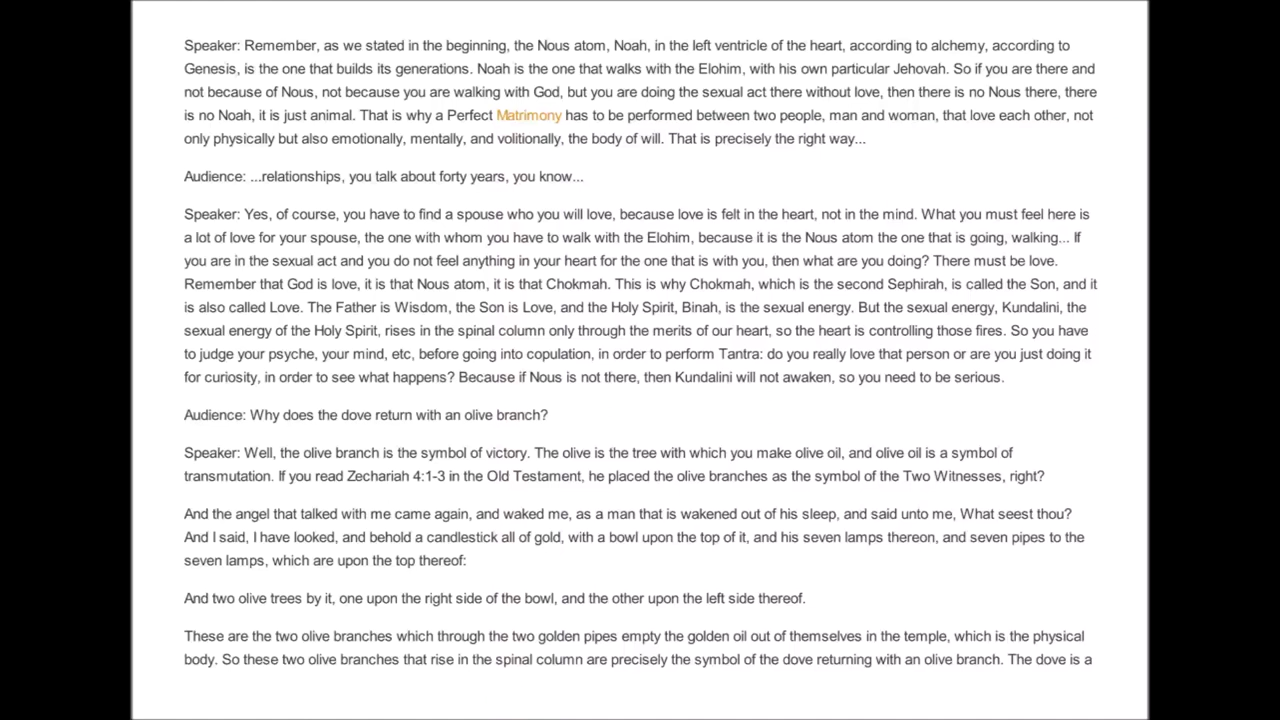 Speaker: Remember, as we stated in the beginning, the Nous atom, Noah, in the left ventricle of the heart, according to alchemy, according to
Genesis, is the one that builds its generations. Noah is the one that walks with the Elohim, with his own particular Jehovah. So if you are there and
not because of Nous, not because you are walking with God, but you are doing the sexual act there without love, then there is no Nous there, there
is no Noah, it is just animal. That is why a Perfect Matrimony has to be performed between two people, man and woman, that love each other, not
only physically but also emotionally, mentally, and volitionally, the body of will. That is precisely the right way...
Audience: ...relationships, you talk about forty years, you know...
Speaker: Yes, of course, you have to find a spouse who you will love, because love is felt in the heart, not in the mind. What you must feel here is
a lot of love for your spouse, the one with whom you have to walk with the Elohim, because it is the Nous atom the one that is going, walking... If
you are in the sexual act and you do not feel anything in your heart for the one that is with you, then what are you doing? There must be love.
Remember that God is love, it is that Nous atom, it is that Chokmah. This is why Chokmah, which is the second Sephirah, is called the Son, and it
is also called Love. The Father is Wisdom, the Son is Love, and the Holy Spirit, Binah, is the sexual energy. But the sexual energy, Kundalini, the
sexual energy of the Holy Spirit, rises in the spinal column only through the merits of our heart, so the heart is controlling those fires. So you have
to judge your psyche, your mind, etc, before going into copulation, in order to perform Tantra: do you really love that person or are you just doing it
for curiosity, in order to see what happens? Because if Nous is not there, then Kundalini will not awaken, so you need to be serious.
Audience: Why does the dove return with an olive branch?
Speaker: Well, the olive branch is the symbol of victory. The olive is the tree with which you make olive oil, and olive oil is a symbol of
transmutation. If you read Zechariah 4:1-3 in the Old Testament, he placed the olive branches as the symbol of the Two Witnesses, right?
And the angel that talked with me came again, and waked me, as a man that is wakened out of his sleep, and said unto me, What seest thou?
And I said, I have looked, and behold a candlestick all of gold, with a bowl upon the top of it, and his seven lamps thereon, and seven pipes to the
seven lamps, which are upon the top thereof:
And two olive trees by it, one upon the right side of the bowl, and the other upon the left side thereof.
These are the two olive branches which through the two golden pipes empty the golden oil out of themselves in the temple, which is the physical
body. So these two olive branches that rise in the spinal column are precisely the symbol of the dove returning with an olive branch. The dove is a